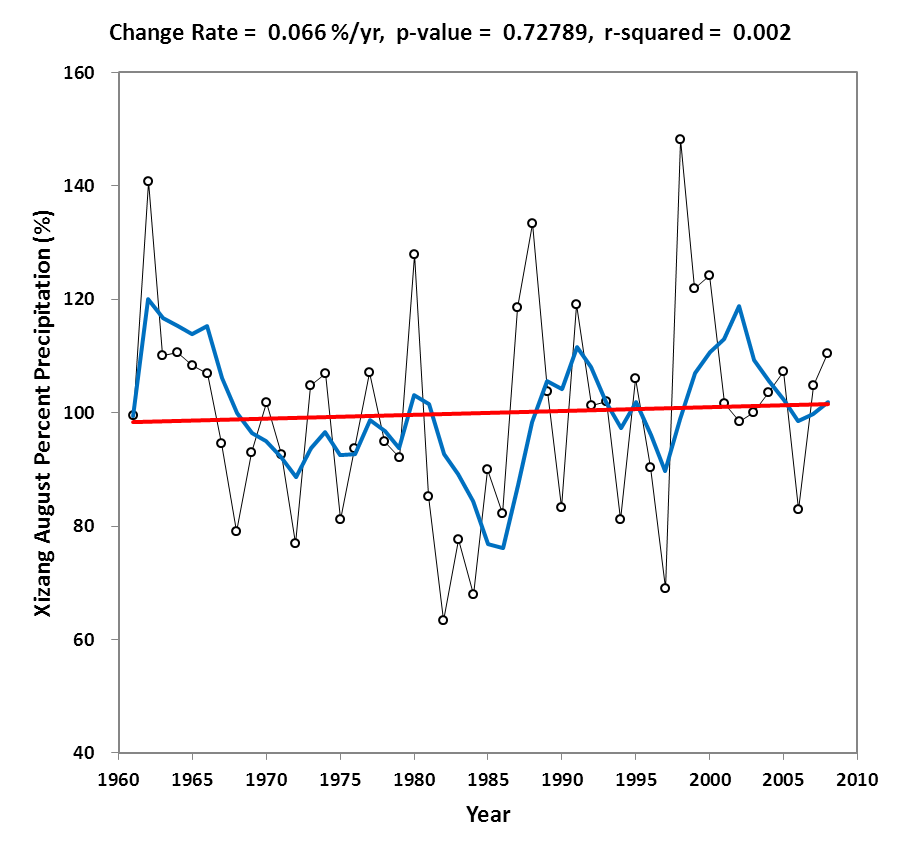 Change Rate = 0.066 %/yr, p-value = 0.72789, r-squared = 0.002
Xizang August Percent Precipitation (%)
160
140
120
100
80
60
40
1960 1965 1970 1975 1980 1985 1990 1995 2000 2005 2010
Year